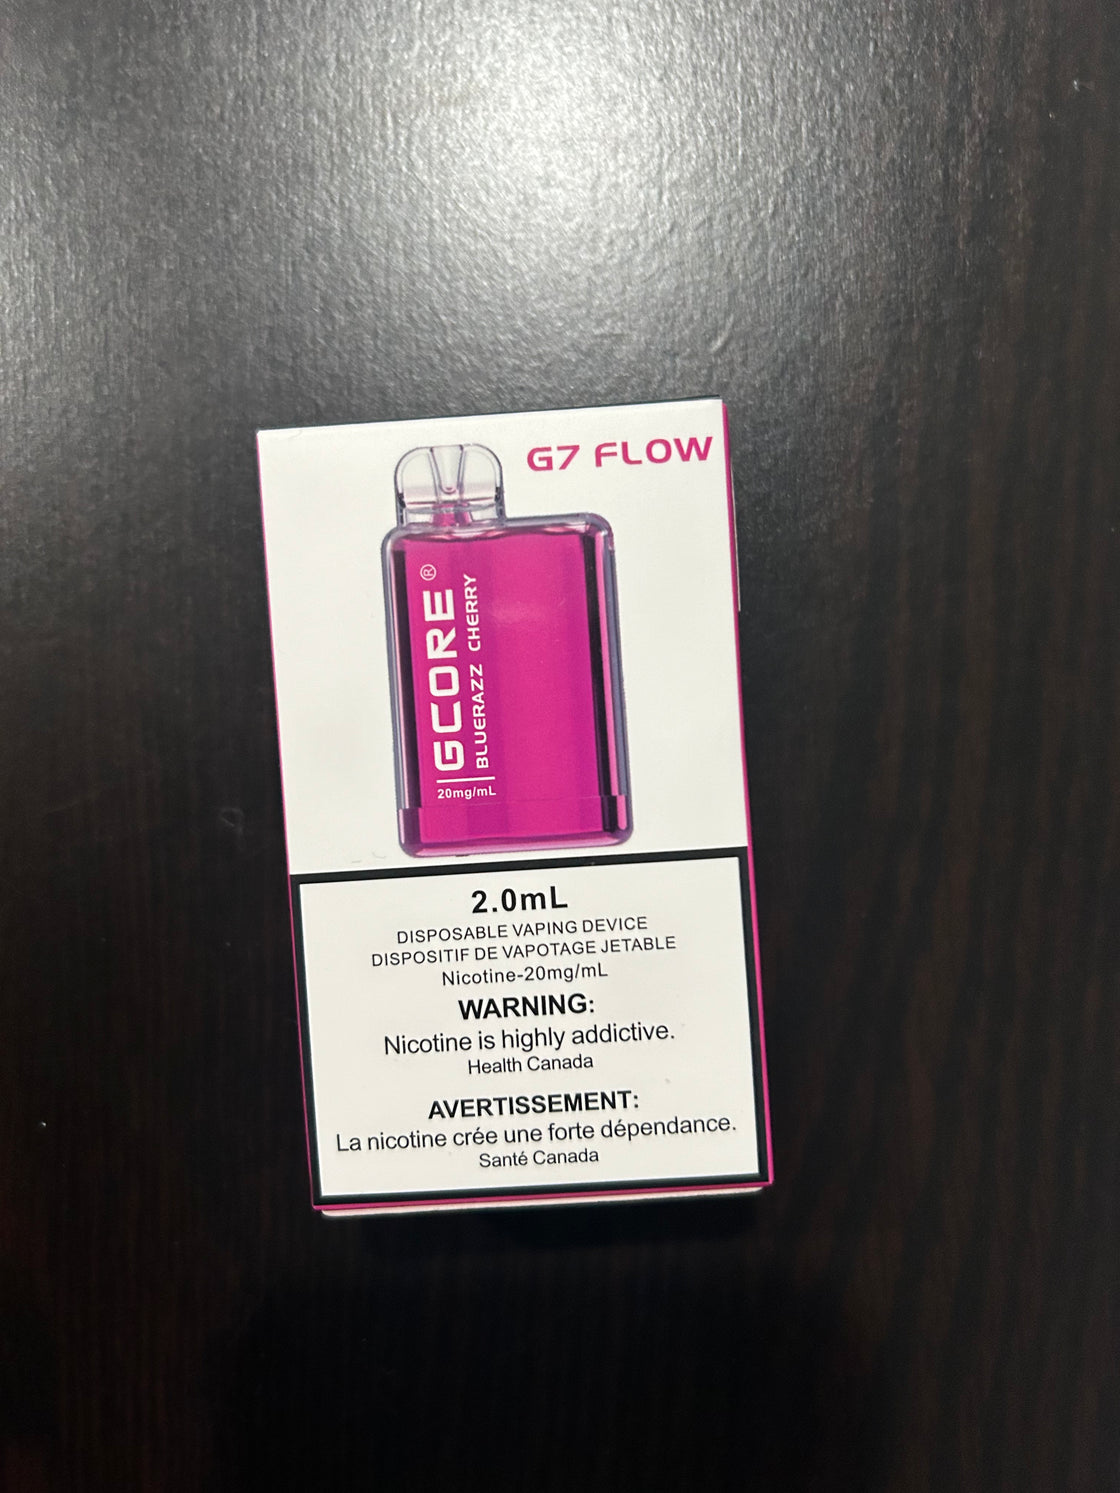 G7 FLOW
GCORE®
BLUERAZZ CHERRY
20mg/mL
2.0mL
DISPOSABLE VAPING DEVICE
DISPOSITIF DE VAPOTAGE JETABLE
Nicotine-20mg/mL
WARNING:
Nicotine is highly addictive.
Health Canada
AVERTISSEMENT:
La nicotine crée une forte dépendance.
Santé Canada